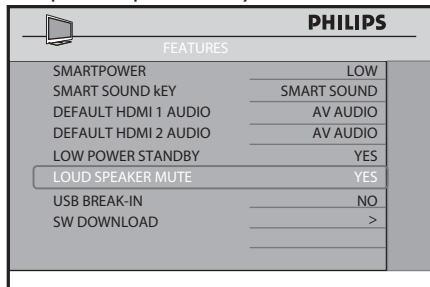 PHILIPS
FEATURES
SMARTPOWER LOW
SMART SOUND kEY SMART SOUND
DEFAULT HDMI 1 AUDIO AV AUDIO
DEFAULT HDMI 2 AUDIO AV AUDIO
LOW POWER STANDBY YES
LOUD SPEAKER MUTE YES
USB BREAK-IN NO
SW DOWNLOAD >